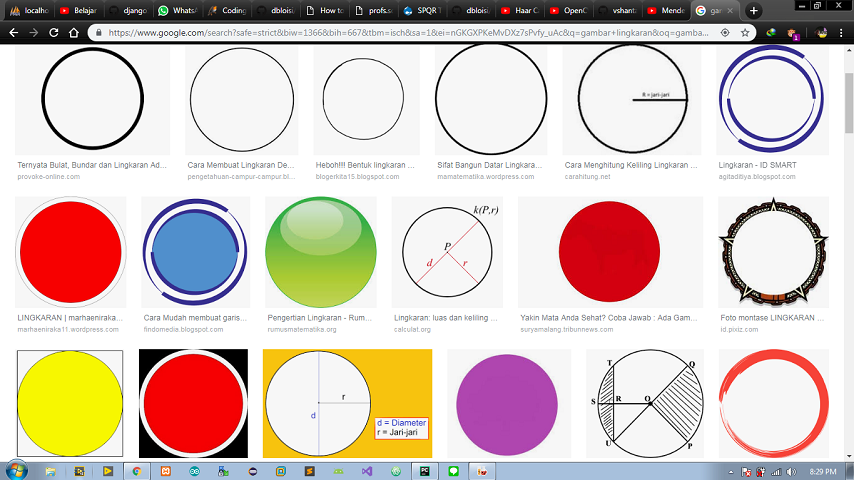 localho
Belajar
django
WhatsA
Coding
dbloisi
How to
profs.sc
SPQR T
dbloisi
Haar C
OpenC
vshanta
Mende
gam
https://www.google.com/search?safe=strict&biw=1366&bih=667&tbm=isch&sa=1&ei=nGKGXPKeMvDXz7sPvfy_uAc&q=gambar+lingkaran&oq=gamba...
R = jari-jari
Ternyata Bulat, Bundar dan Lingkaran Ad...
Cara Membuat Lingkaran De...
Heboh!!!! Bentuk lingkaran ...
Sifat Bangun Datar Lingkara...
Cara Menghitung Keliling Lingkaran ...
Lingkaran - ID SMART
provoke-online.com
pengetahuan-campur-campur.bl...
blogerkita15.blogspot.com
mamatematika.wordpress.com
carahitung.net
agitaditiya.blogspot.com
k(P,r)
P
d
r
LINGKARAN | marhaeniraka...
Cara Mudah membuat garis...
Pengertian Lingkaran - Rum...
Lingkaran: luas dan keliling ...
Yakin Mata Anda Sehat? Coba Jawab : Ada Gam...
Foto montase LINGKARAN ...
marhaeniraka11.wordpress.com
findomedia.blogspot.com
rumusmatematika.org
calculat.org
suryamalang.tribunnews.com
id.pixiz.com
r
d
d = Diameter
r = Jari-jari
T
Q
S
R
O
U
P
8:29 PM